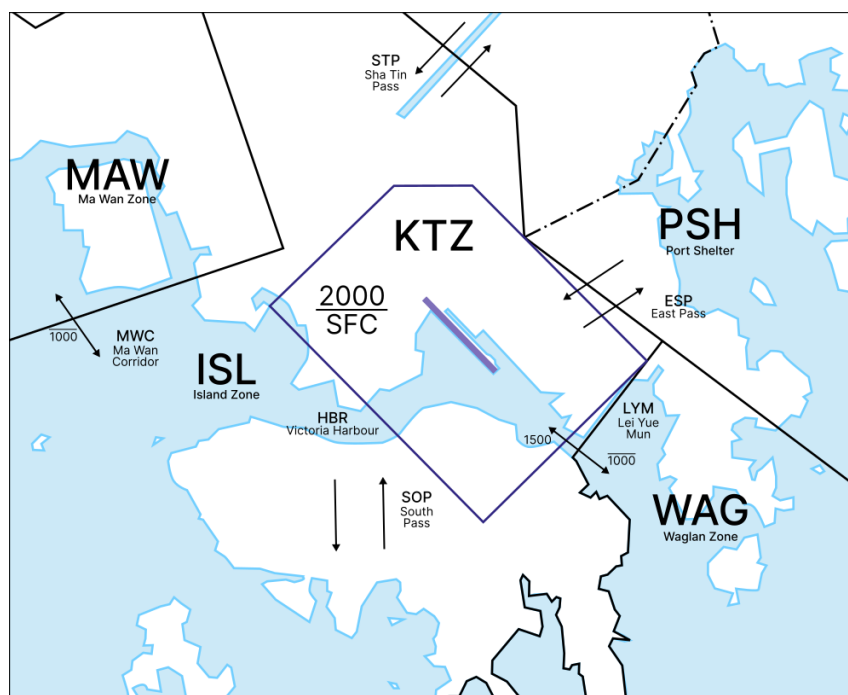 STP
Sha Tin
Pass
MAW
Ma Wan Zone
KTZ
PSH
Port Shelter
2000
SFC
ESP
East Pass
1000
MWC
Ma Wan
Corridor
ISL
Island Zone
HBR
Victoria Harbour
LYM
Lei Yue
Mun
1500
1000
SOP
South
Pass
WAG
Waglan Zone